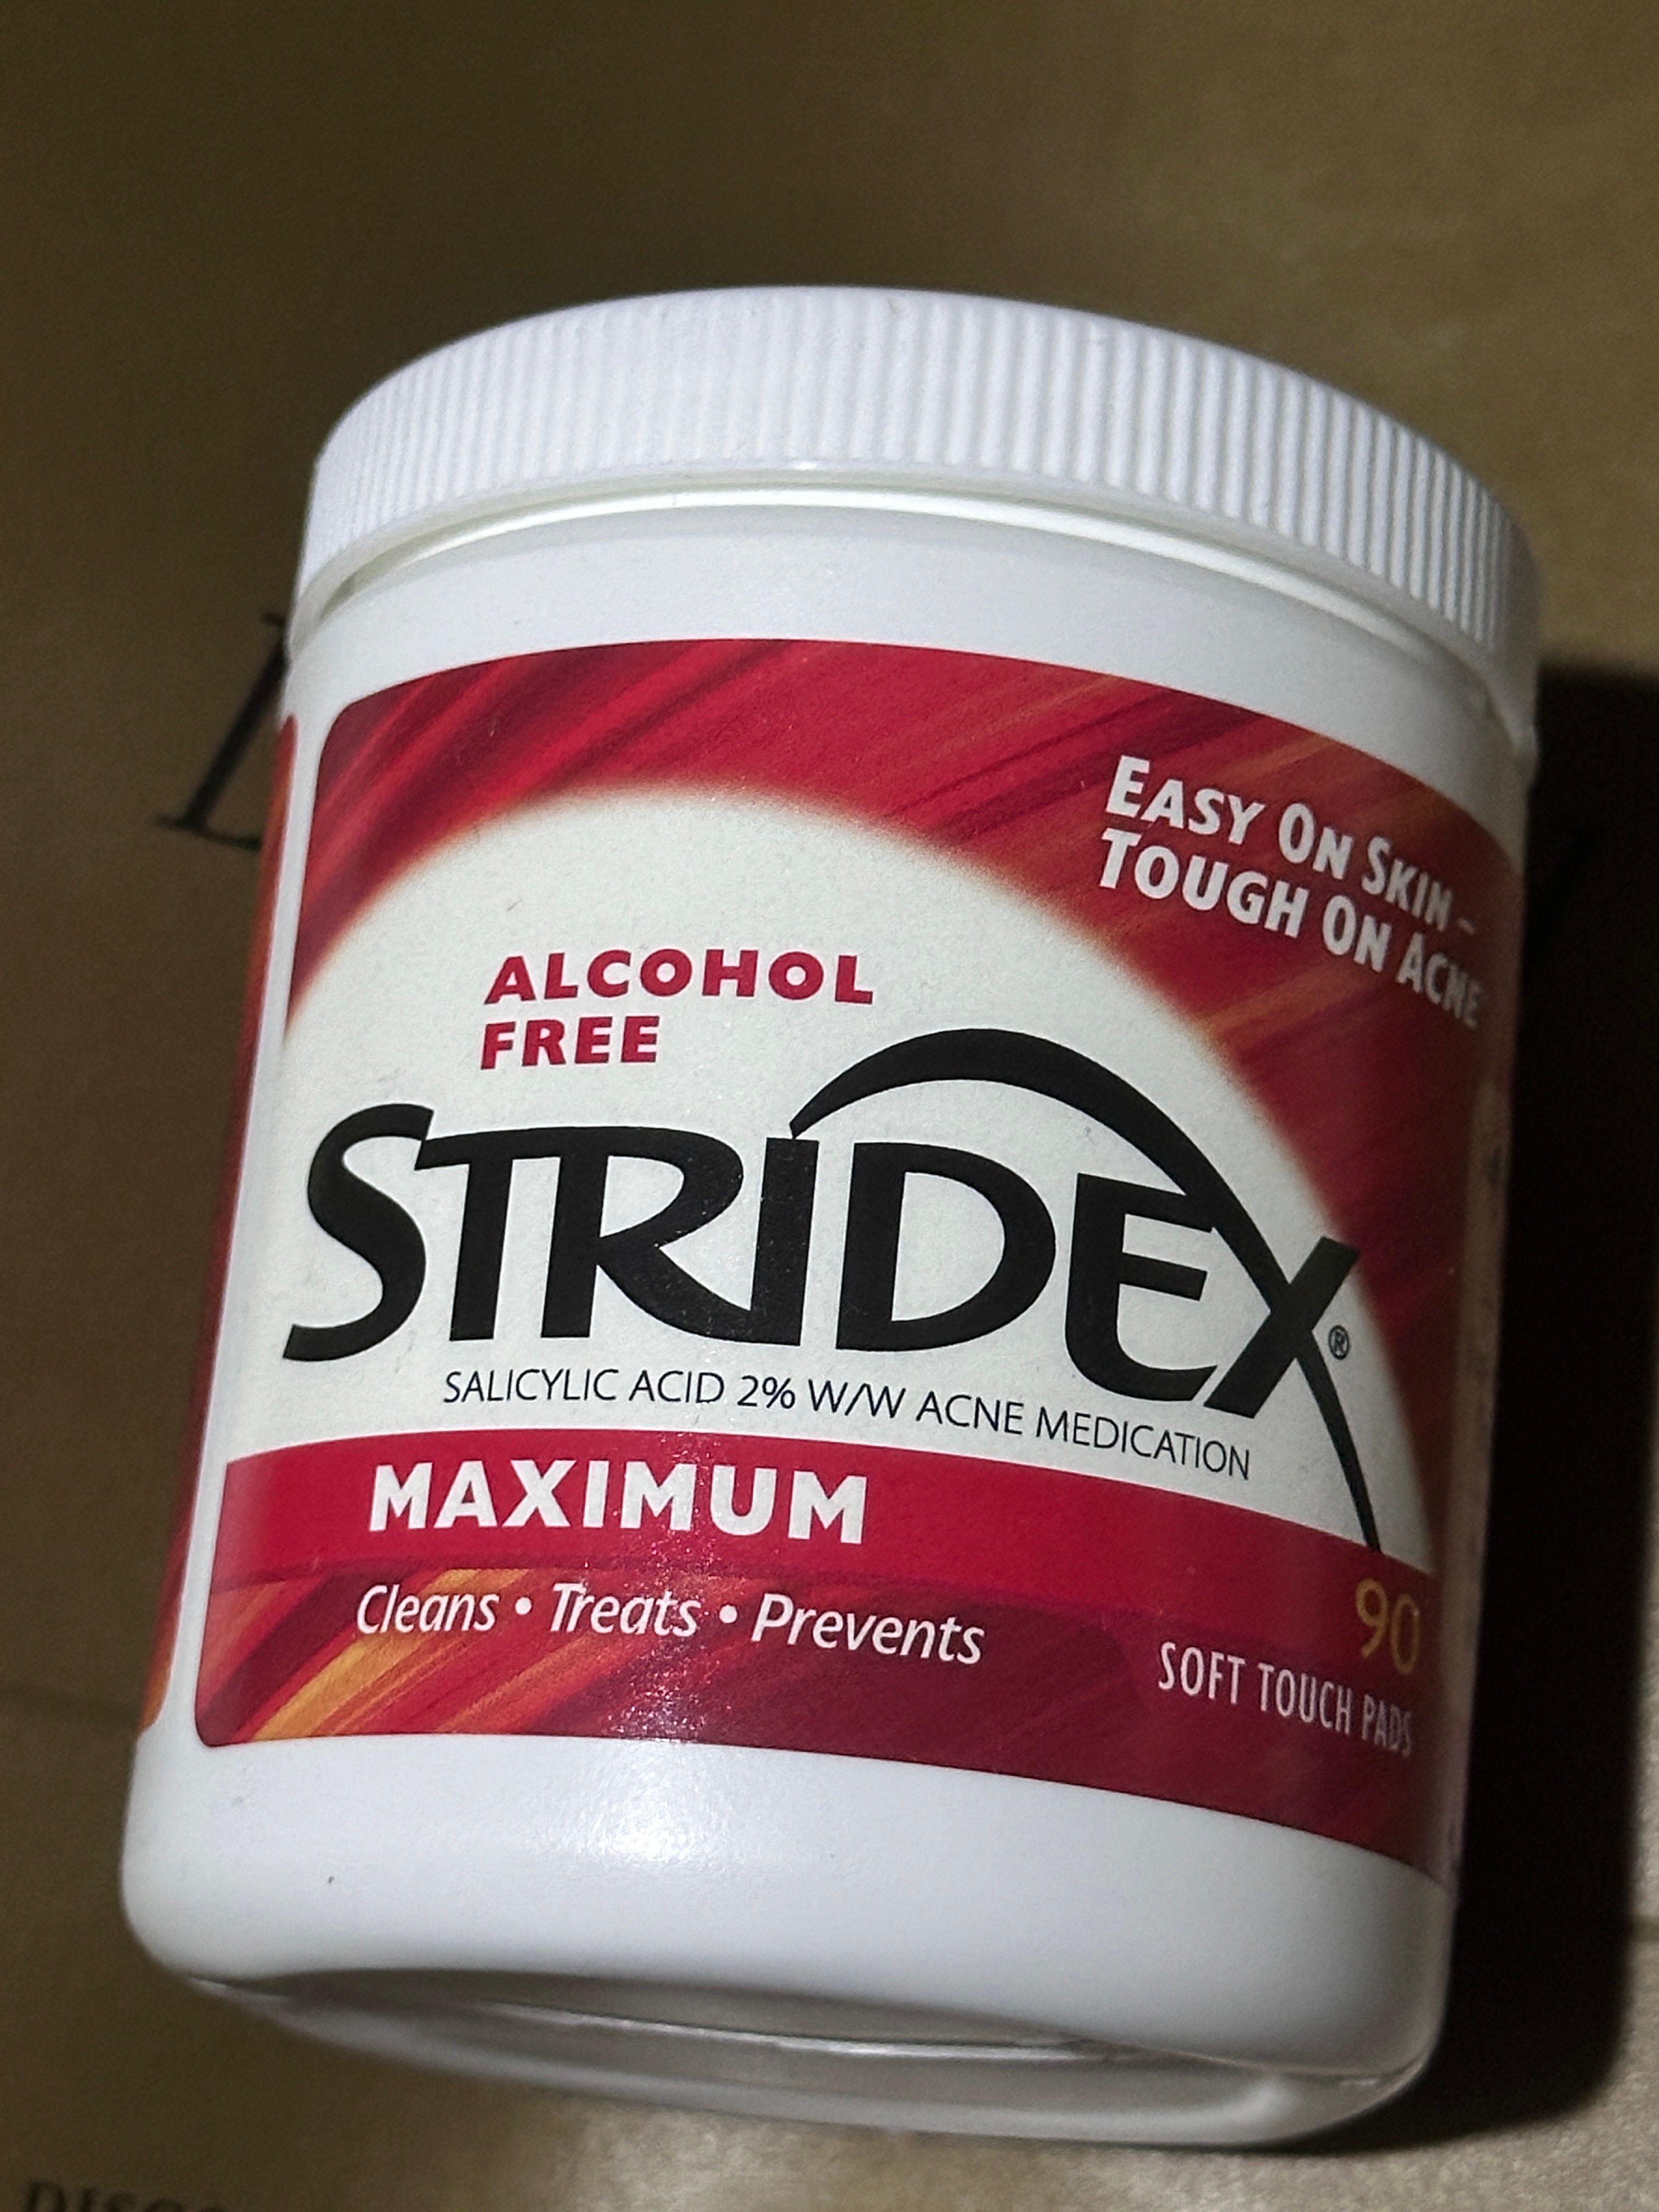 EASY ON SKIN –
TOUGH ON ACNE
ALCOHOL
FREE
STRIDEX®
SALICYLIC ACID 2% W/W ACNE MEDICATION
MAXIMUM
Cleans • Treats • Prevents
90
SOFT TOUCH PADS